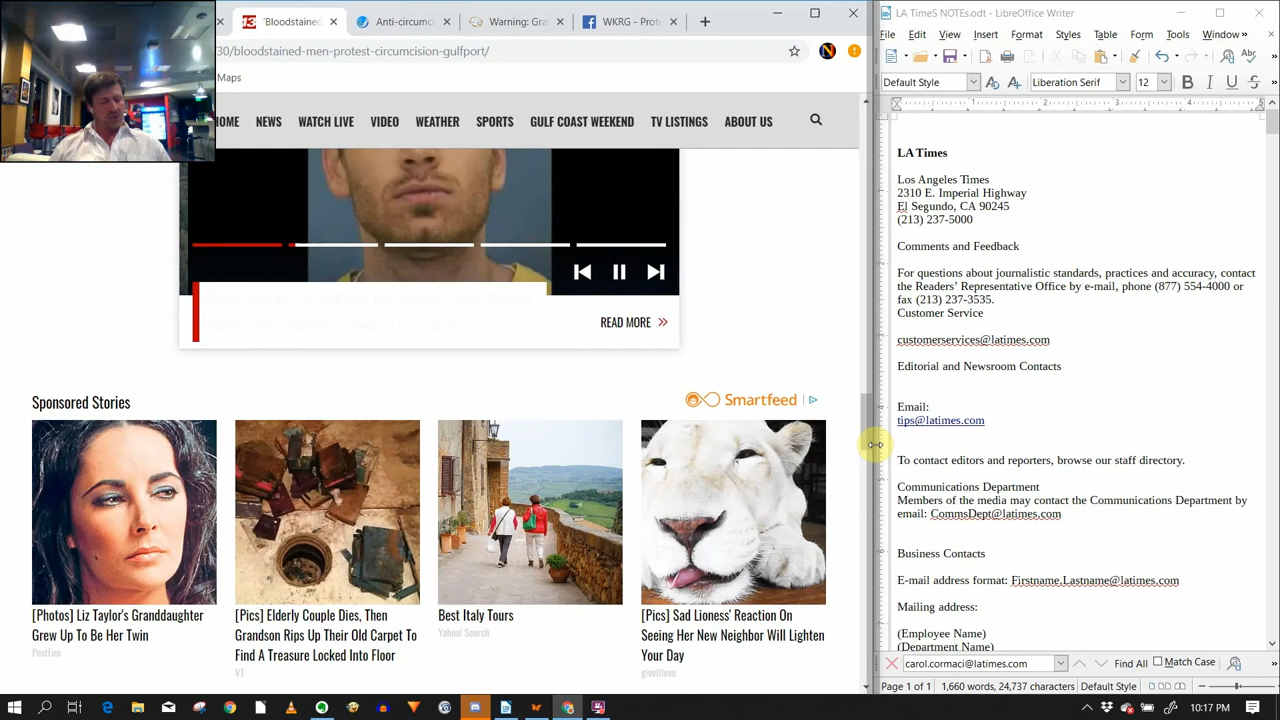 'Bloodstained
Anti-circumci
Warning: Gra
WKRG - Prote
30/bloodstained-men-protest-circumcision-gulfport/
Maps
HOME NEWS WATCH LIVE VIDEO WEATHER SPORTS GULF COAST WEEKEND TV LISTINGS ABOUT US
READ MORE
Sponsored Stories
Smartfeed
[Photos] Liz Taylor's Granddaughter
Grew Up To Be Her Twin
PostFun
[Pics] Elderly Couple Dies, Then
Grandson Rips Up Their Old Carpet To
Find A Treasure Locked Into Floor
V1
Best Italy Tours
Yahoo! Search
[Pics] Sad Lioness' Reaction On
Seeing Her New Neighbor Will Lighten
Your Day
giveitlove
LA TimeS NOTEs.odt - LibreOffice Writer
File Edit View Insert Format Styles Table Form Tools Window
Default Style Liberation Serif 12 B I U S
LA Times
Los Angeles Times
2310 E. Imperial Highway
El Segundo, CA 90245
(213) 237-5000
Comments and Feedback
For questions about journalistic standards, practices and accuracy, contact
the Readers' Representative Office by e-mail, phone (877) 554-4000 or
fax (213) 237-3535.
Customer Service
customerservices@latimes.com
Editorial and Newsroom Contacts
Email:
tips@latimes.com
To contact editors and reporters, browse our staff directory.
Communications Department
Members of the media may contact the Communications Department by
email: CommsDept@latimes.com
Business Contacts
E-mail address format: Firstname.Lastname@latimes.com
Mailing address:
(Employee Name)
(Department Name)
carol.cormaci@latimes.com Find All Match Case
Page 1 of 1 1,660 words, 24,737 characters Default Style
10:17 PM